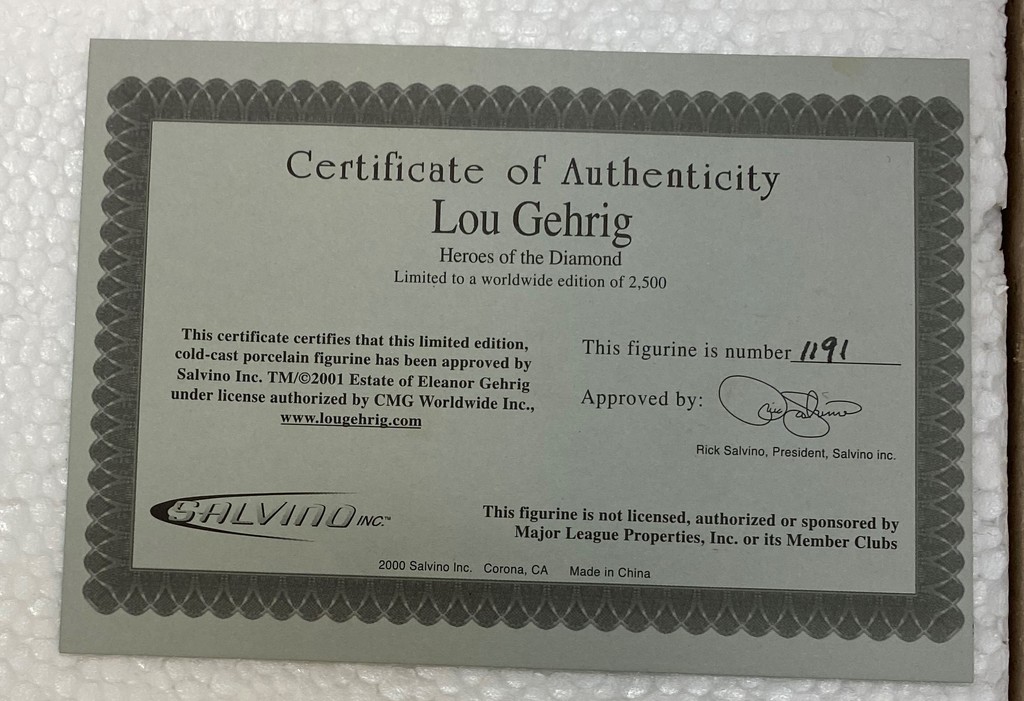 Certificate of Authenticity
Lou Gehrig
Heroes of the Diamond
Limited to a worldwide edition of 2,500
This certificate certifies that this limited edition,
cold-cast porcelain figurine has been approved by
Salvino Inc. TM/©2001 Estate of Eleanor Gehrig
under license authorized by CMG Worldwide Inc.,
www.lougehrig.com
This figurine is number 1191
Approved by: Rick Salvino
Rick Salvino, President, Salvino inc.
SALVINO INC.™
This figurine is not licensed, authorized or sponsored by
Major League Properties, Inc. or its Member Clubs
2000 Salvino Inc. Corona, CA Made in China